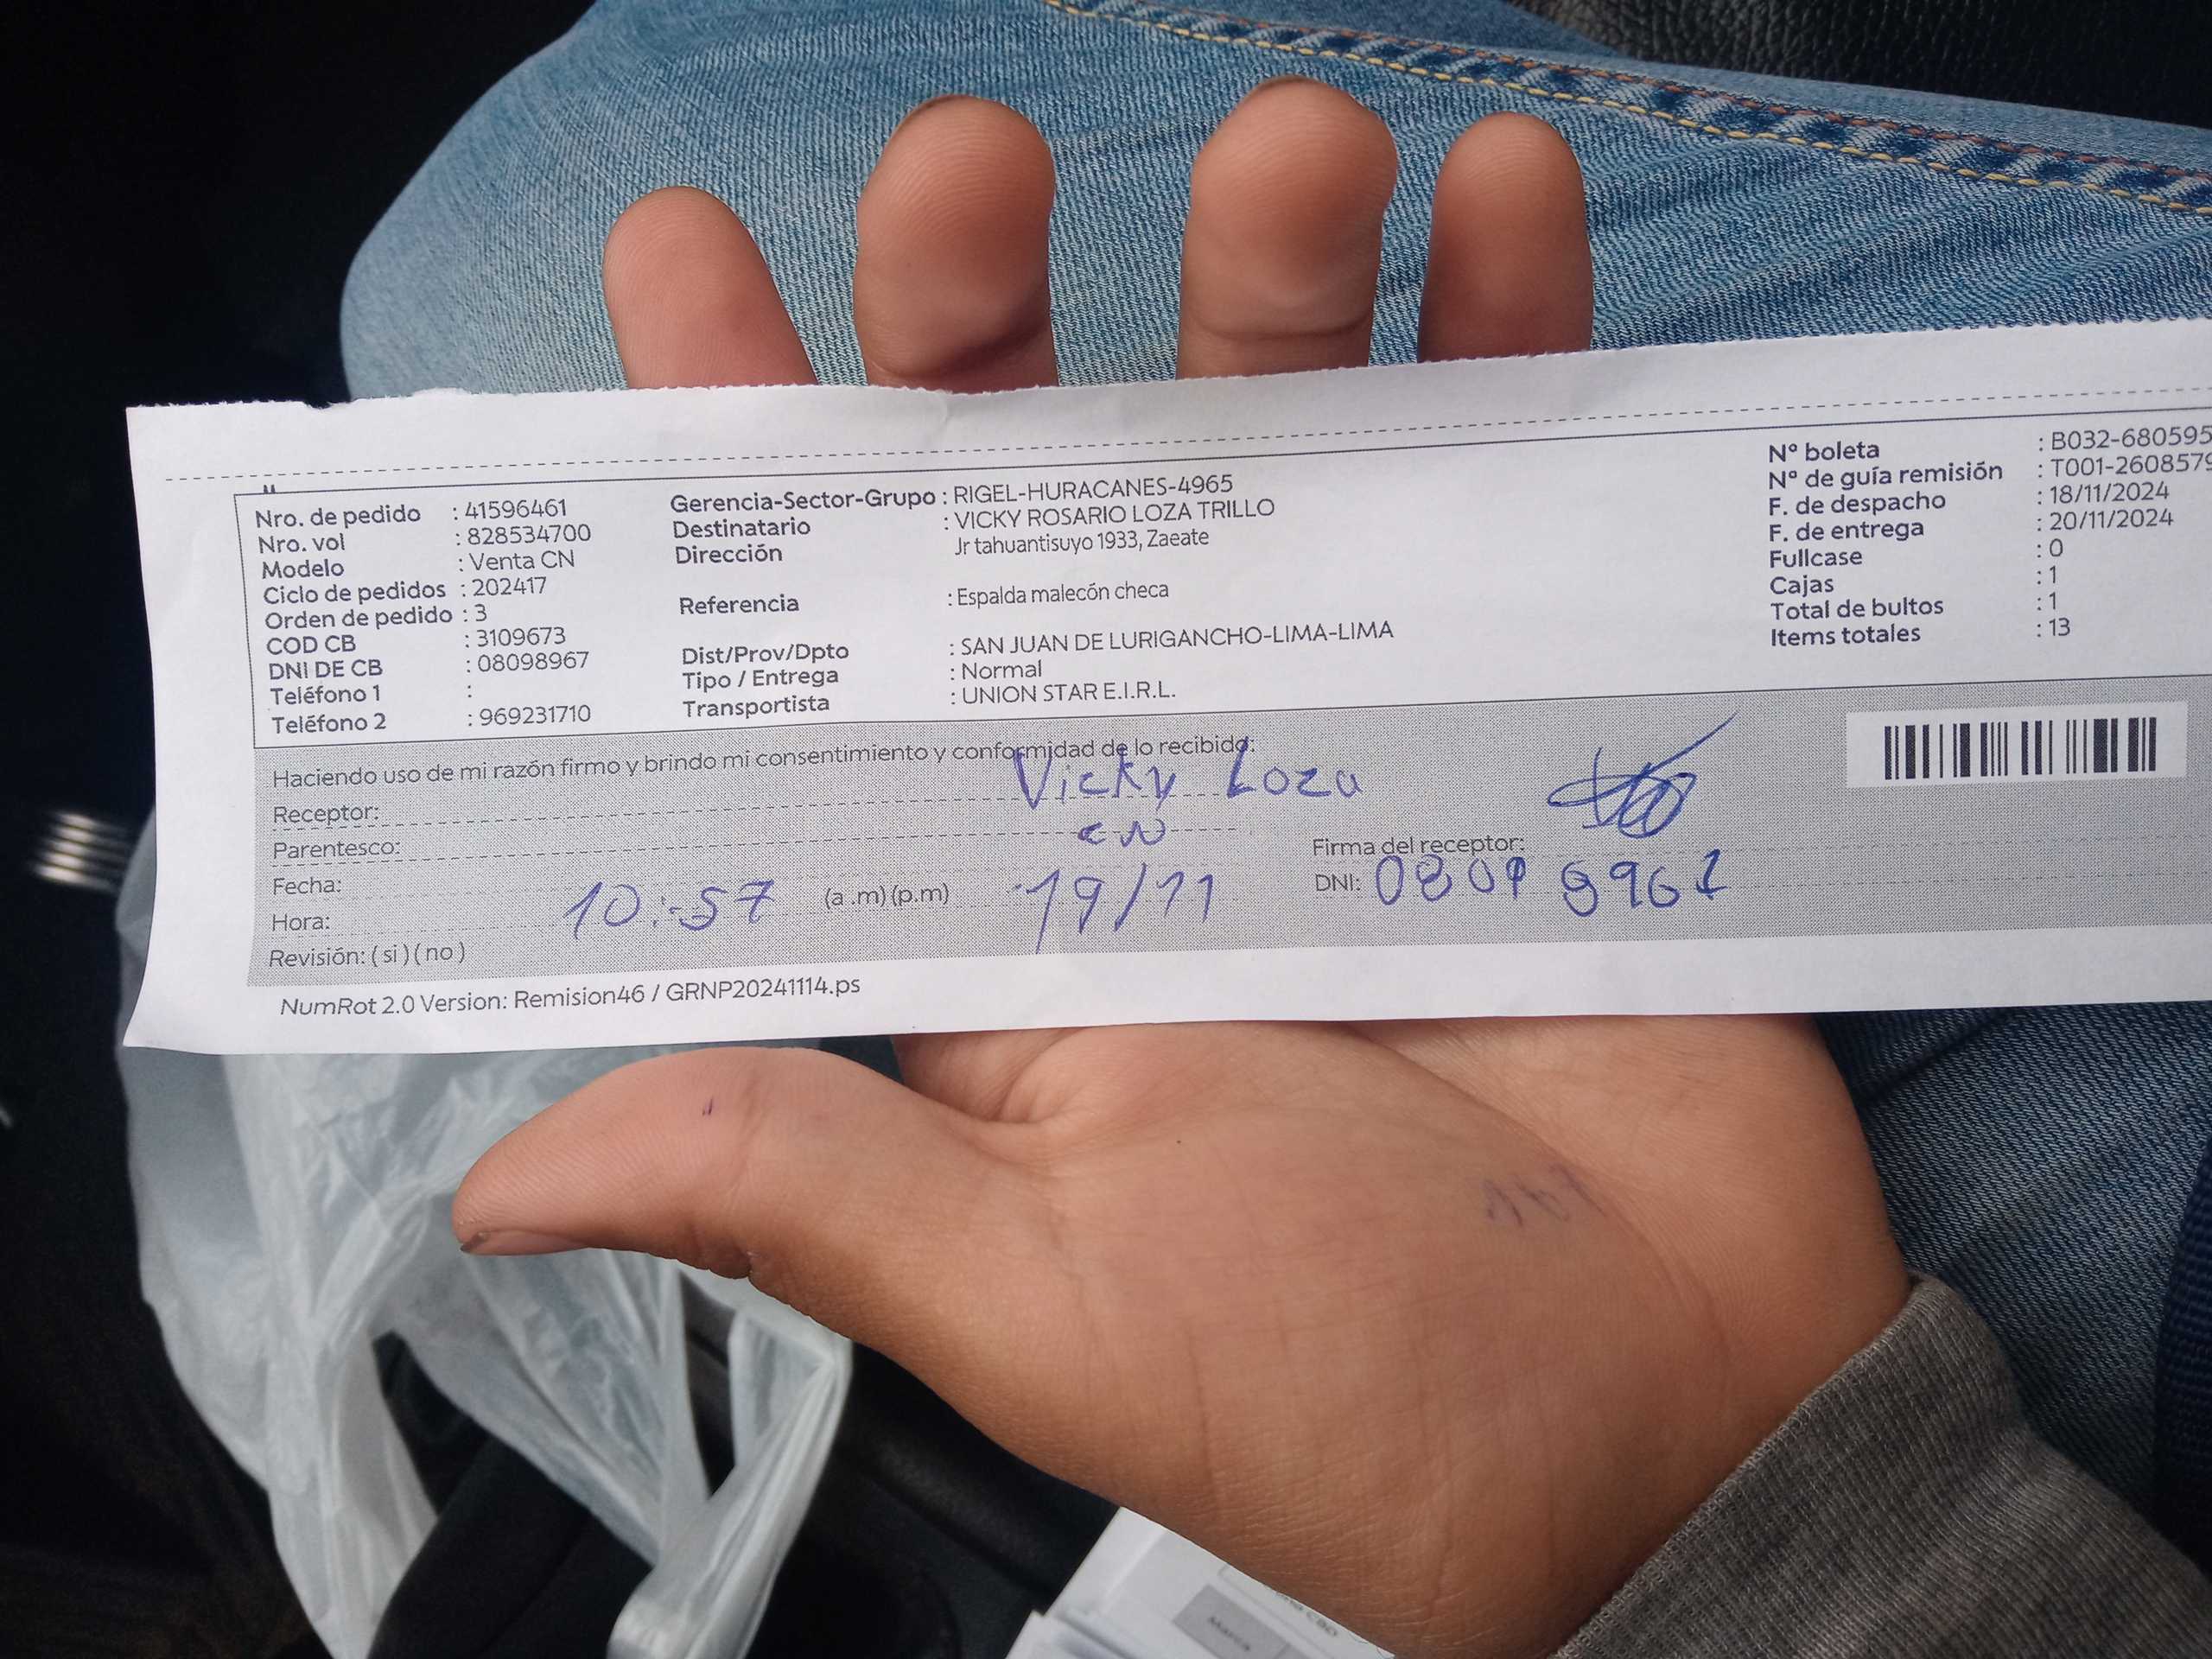 Nro. de pedido : 41596461
Nro. vol : 828534700
Modelo : Venta CN
Ciclo de pedidos : 202417
Orden de pedido : 3
COD CB : 3109673
DNI DE CB : 08098967
Teléfono 1 :
Teléfono 2 : 969231710
Gerencia-Sector-Grupo : RIGEL-HURACANES-4965
Destinatario : VICKY ROSARIO LOZA TRILLO
Dirección Jr tahuantisuyo 1933, Zaeate
Referencia : Espalda malecón checa
Dist/Prov/Dpto : SAN JUAN DE LURIGANCHO-LIMA-LIMA
Tipo / Entrega : Normal
Transportista : UNION STAR E.I.R.L.
Nº boleta : B032-680595
Nº de guía remisión : T001-2608579
F. de despacho : 18/11/2024
F. de entrega : 20/11/2024
Fullcase : 0
Cajas : 1
Total de bultos : 1
Items totales : 13
Haciendo uso de mi razón firmo y brindo mi consentimiento y conformidad de lo recibido:
Receptor: Vicky Loza
Parentesco: CN
Fecha: 19/11
Hora: 10:57 (a .m) (p.m)
Revisión: ( si ) ( no )
Firma del receptor:
DNI: 0809 8967
NumRot 2.0 Version: Remision46 / GRNP20241114.ps
Marca